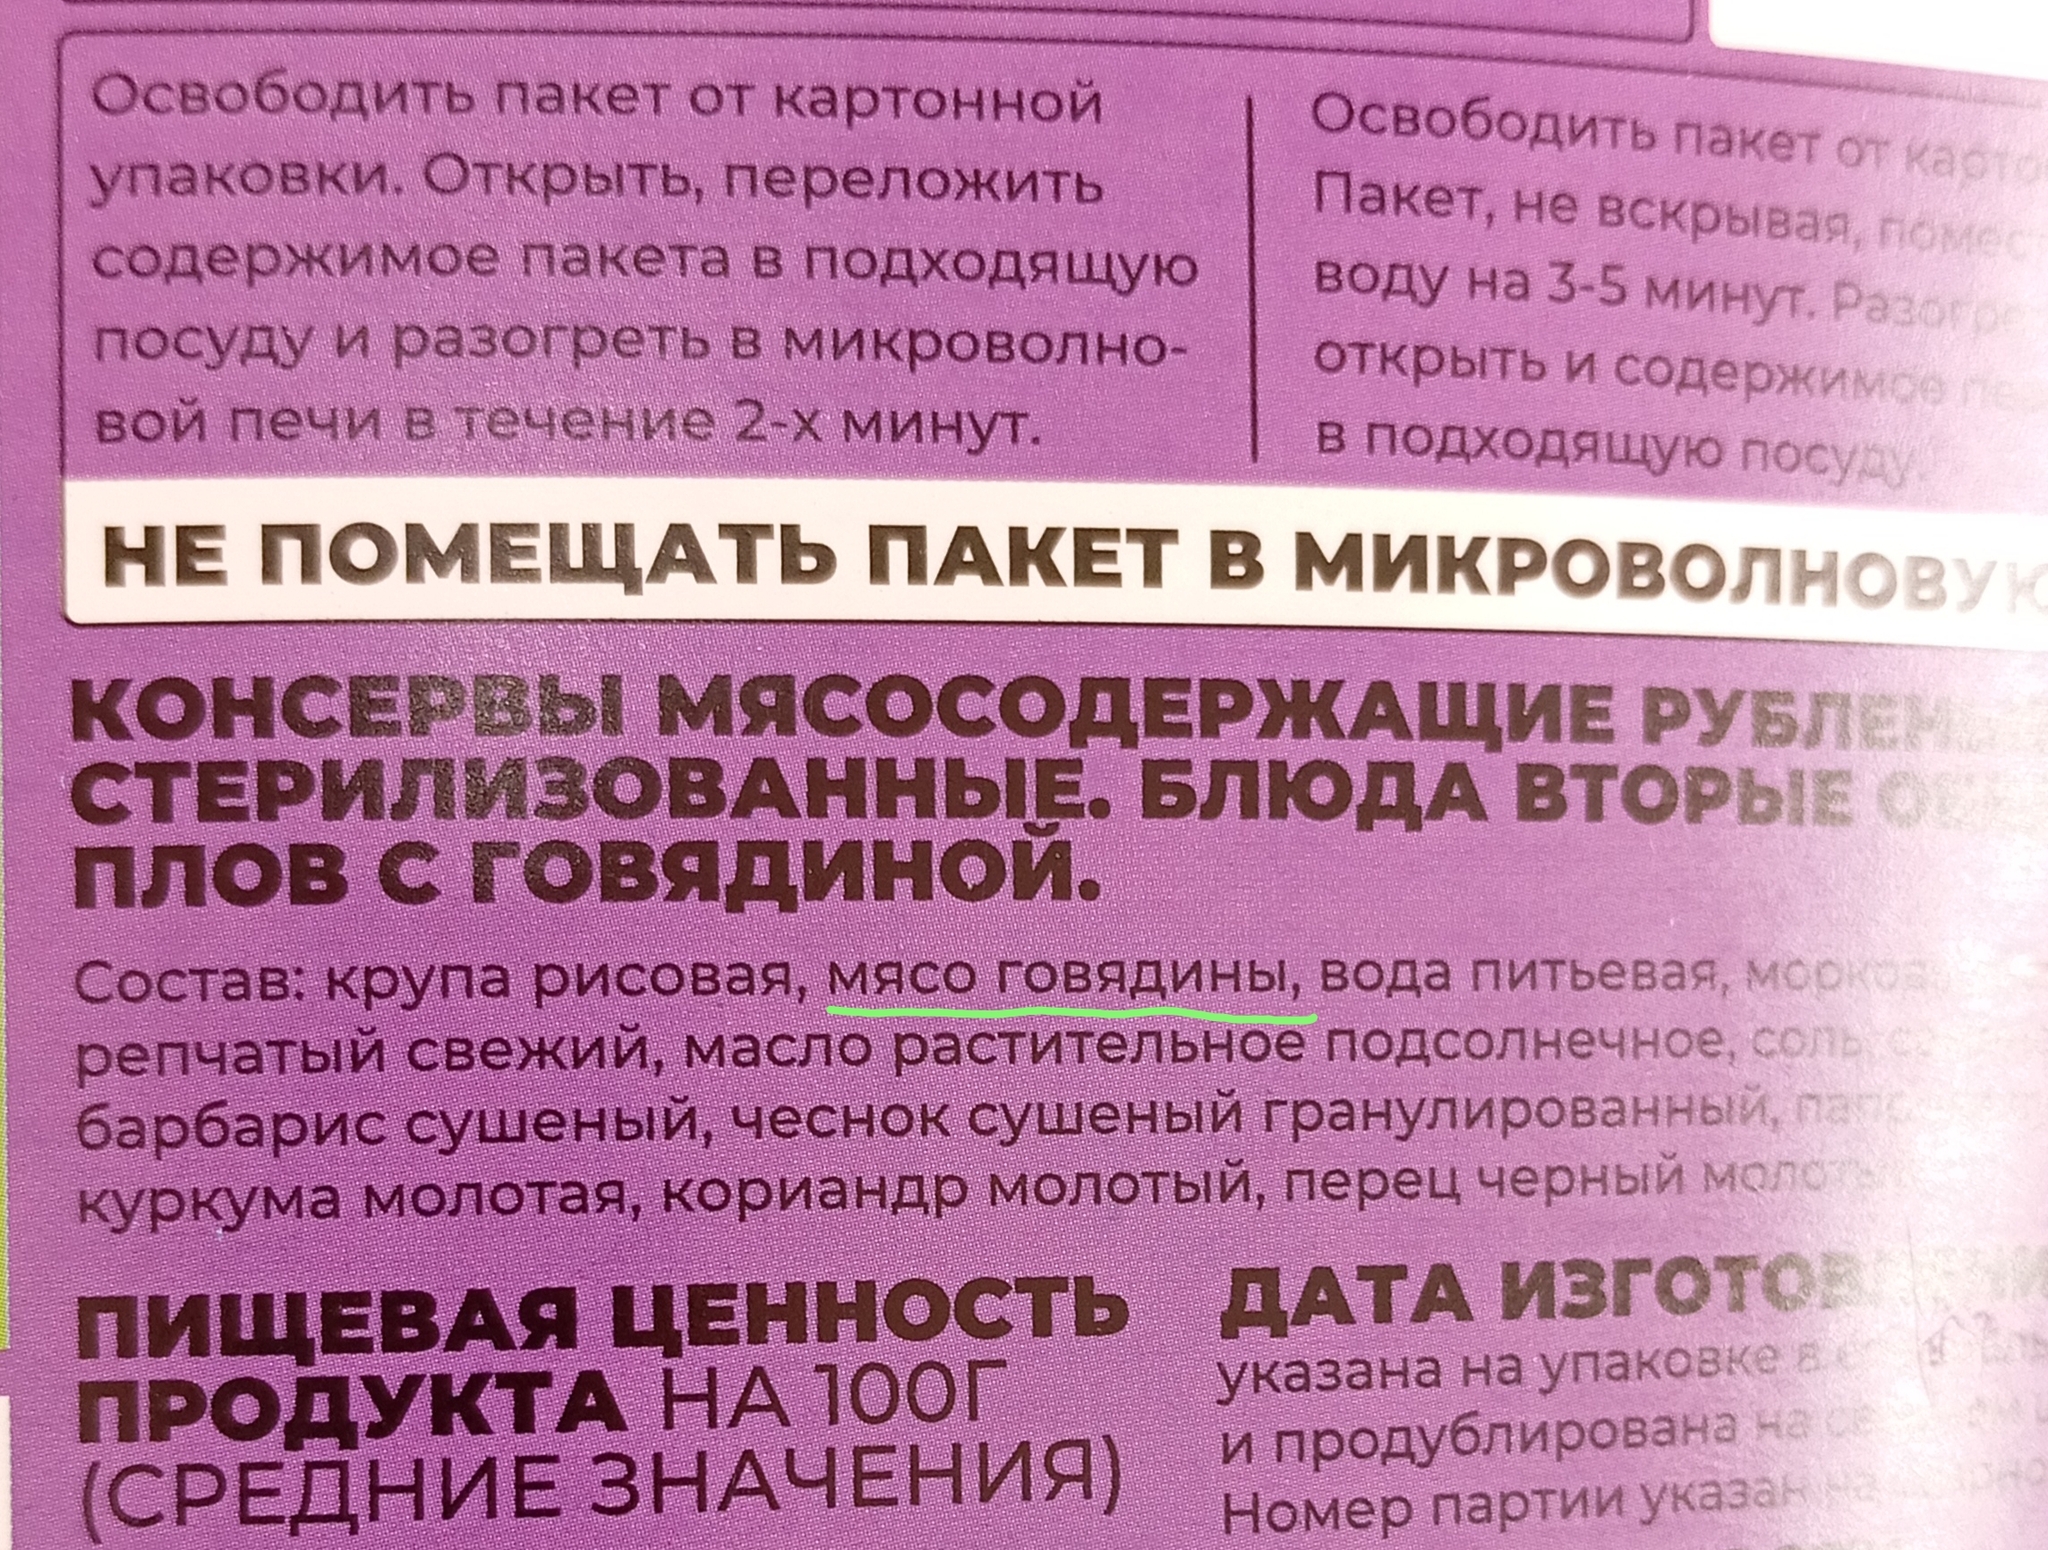 Освободить пакет от картонной
упаковки. Открыть, переложить
содержимое пакета в подходящую
посуду и разогреть в микроволно-
вой печи в течение 2-х минут.
Освободить пакет от
Пакет, не вскрывая,
воду на 3-5 минут.
открыть и содержимое
в подходящую посуду.
НЕ ПОМЕЩАТЬ ПАКЕТ В МИКРОВОЛНОВУЮ
КОНСЕРВЫ МЯСОСОДЕРЖАЩИЕ
СТЕРИЛИЗОВАННЫЕ. БЛЮДА ВТОРЫЕ
ПЛОВ С ГОВЯДИНОЙ.
Состав: крупа рисовая, мясо говядины, вода питьевая,
репчатый свежий, масло растительное подсолнечное, соль,
барбарис сушеный, чеснок сушеный гранулированный,
куркума молотая, кориандр молотый, перец черный
ПИЩЕВАЯ ЦЕННОСТЬ
ПРОДУКТА НА 100Г
(СРЕДНИЕ ЗНАЧЕНИЯ)
ДАТА
указана на упаковке
и продублирована на
Номер партии указан